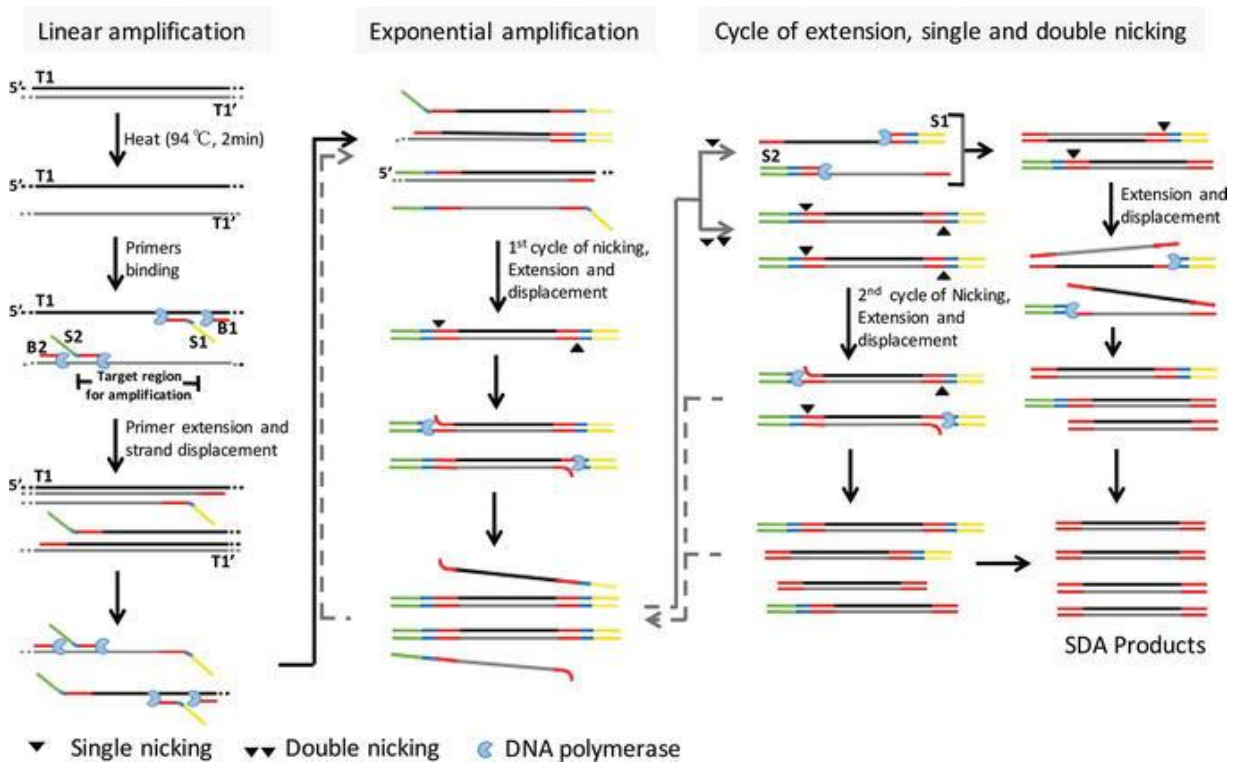 Linear amplification
5' T1
T1'
Heat (94 ℃, 2min)
5' T1
T1'
Primers
binding
5' T1
B1
S1
S2
B2
Target region
for amplification
Primer extension and
strand displacement
5' T1
T1'
Exponential amplification
5'
1st cycle of nicking,
Extension and
displacement
Cycle of extension, single and double nicking
S1
S2
2nd cycle of Nicking,
Extension and
displacement
Extension and
displacement
SDA Products
Single nicking
Double nicking
DNA polymerase